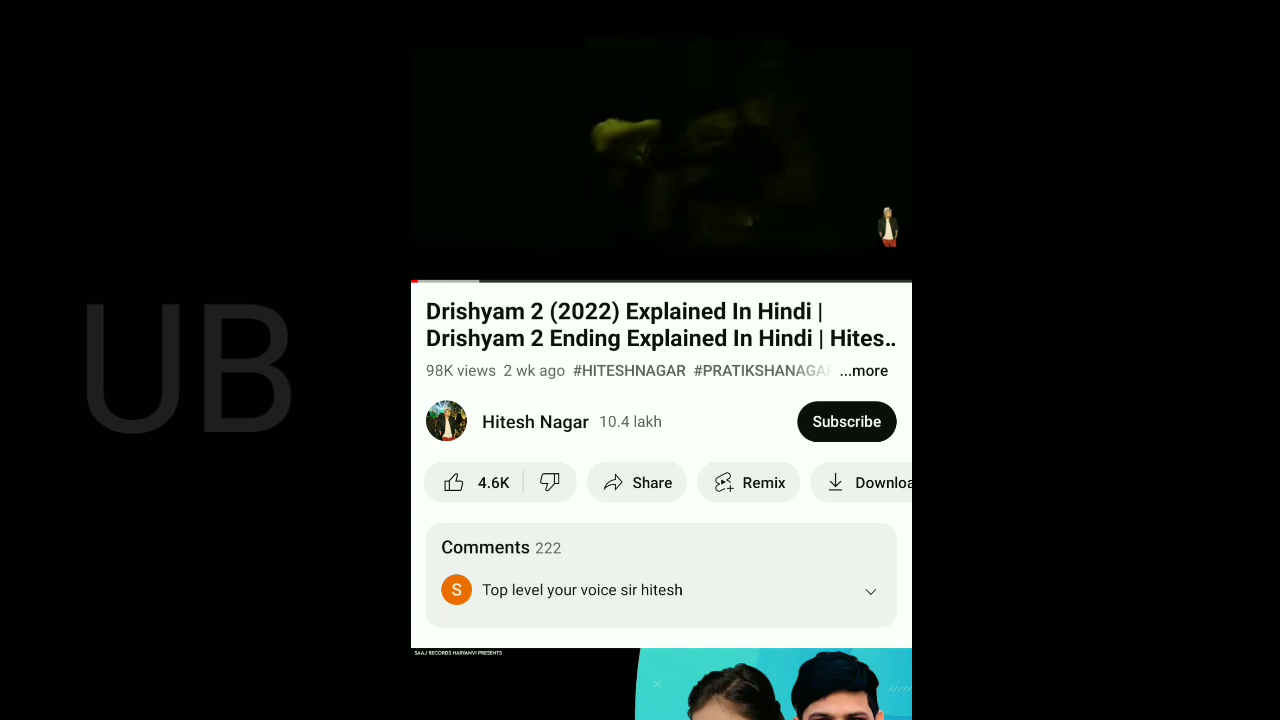 UB
Drishyam 2 (2022) Explained In Hindi |
Drishyam 2 Ending Explained In Hindi | Hites..
98K views 2 wk ago #HITESHNAGAR #PRATIKSHANAGAR ...more
Hitesh Nagar 10.4 lakh Subscribe
4.6K Share Remix Downloa
Comments 222
S Top level your voice sir hitesh
SAAJ RECORDS HARYANVI PRESENTS